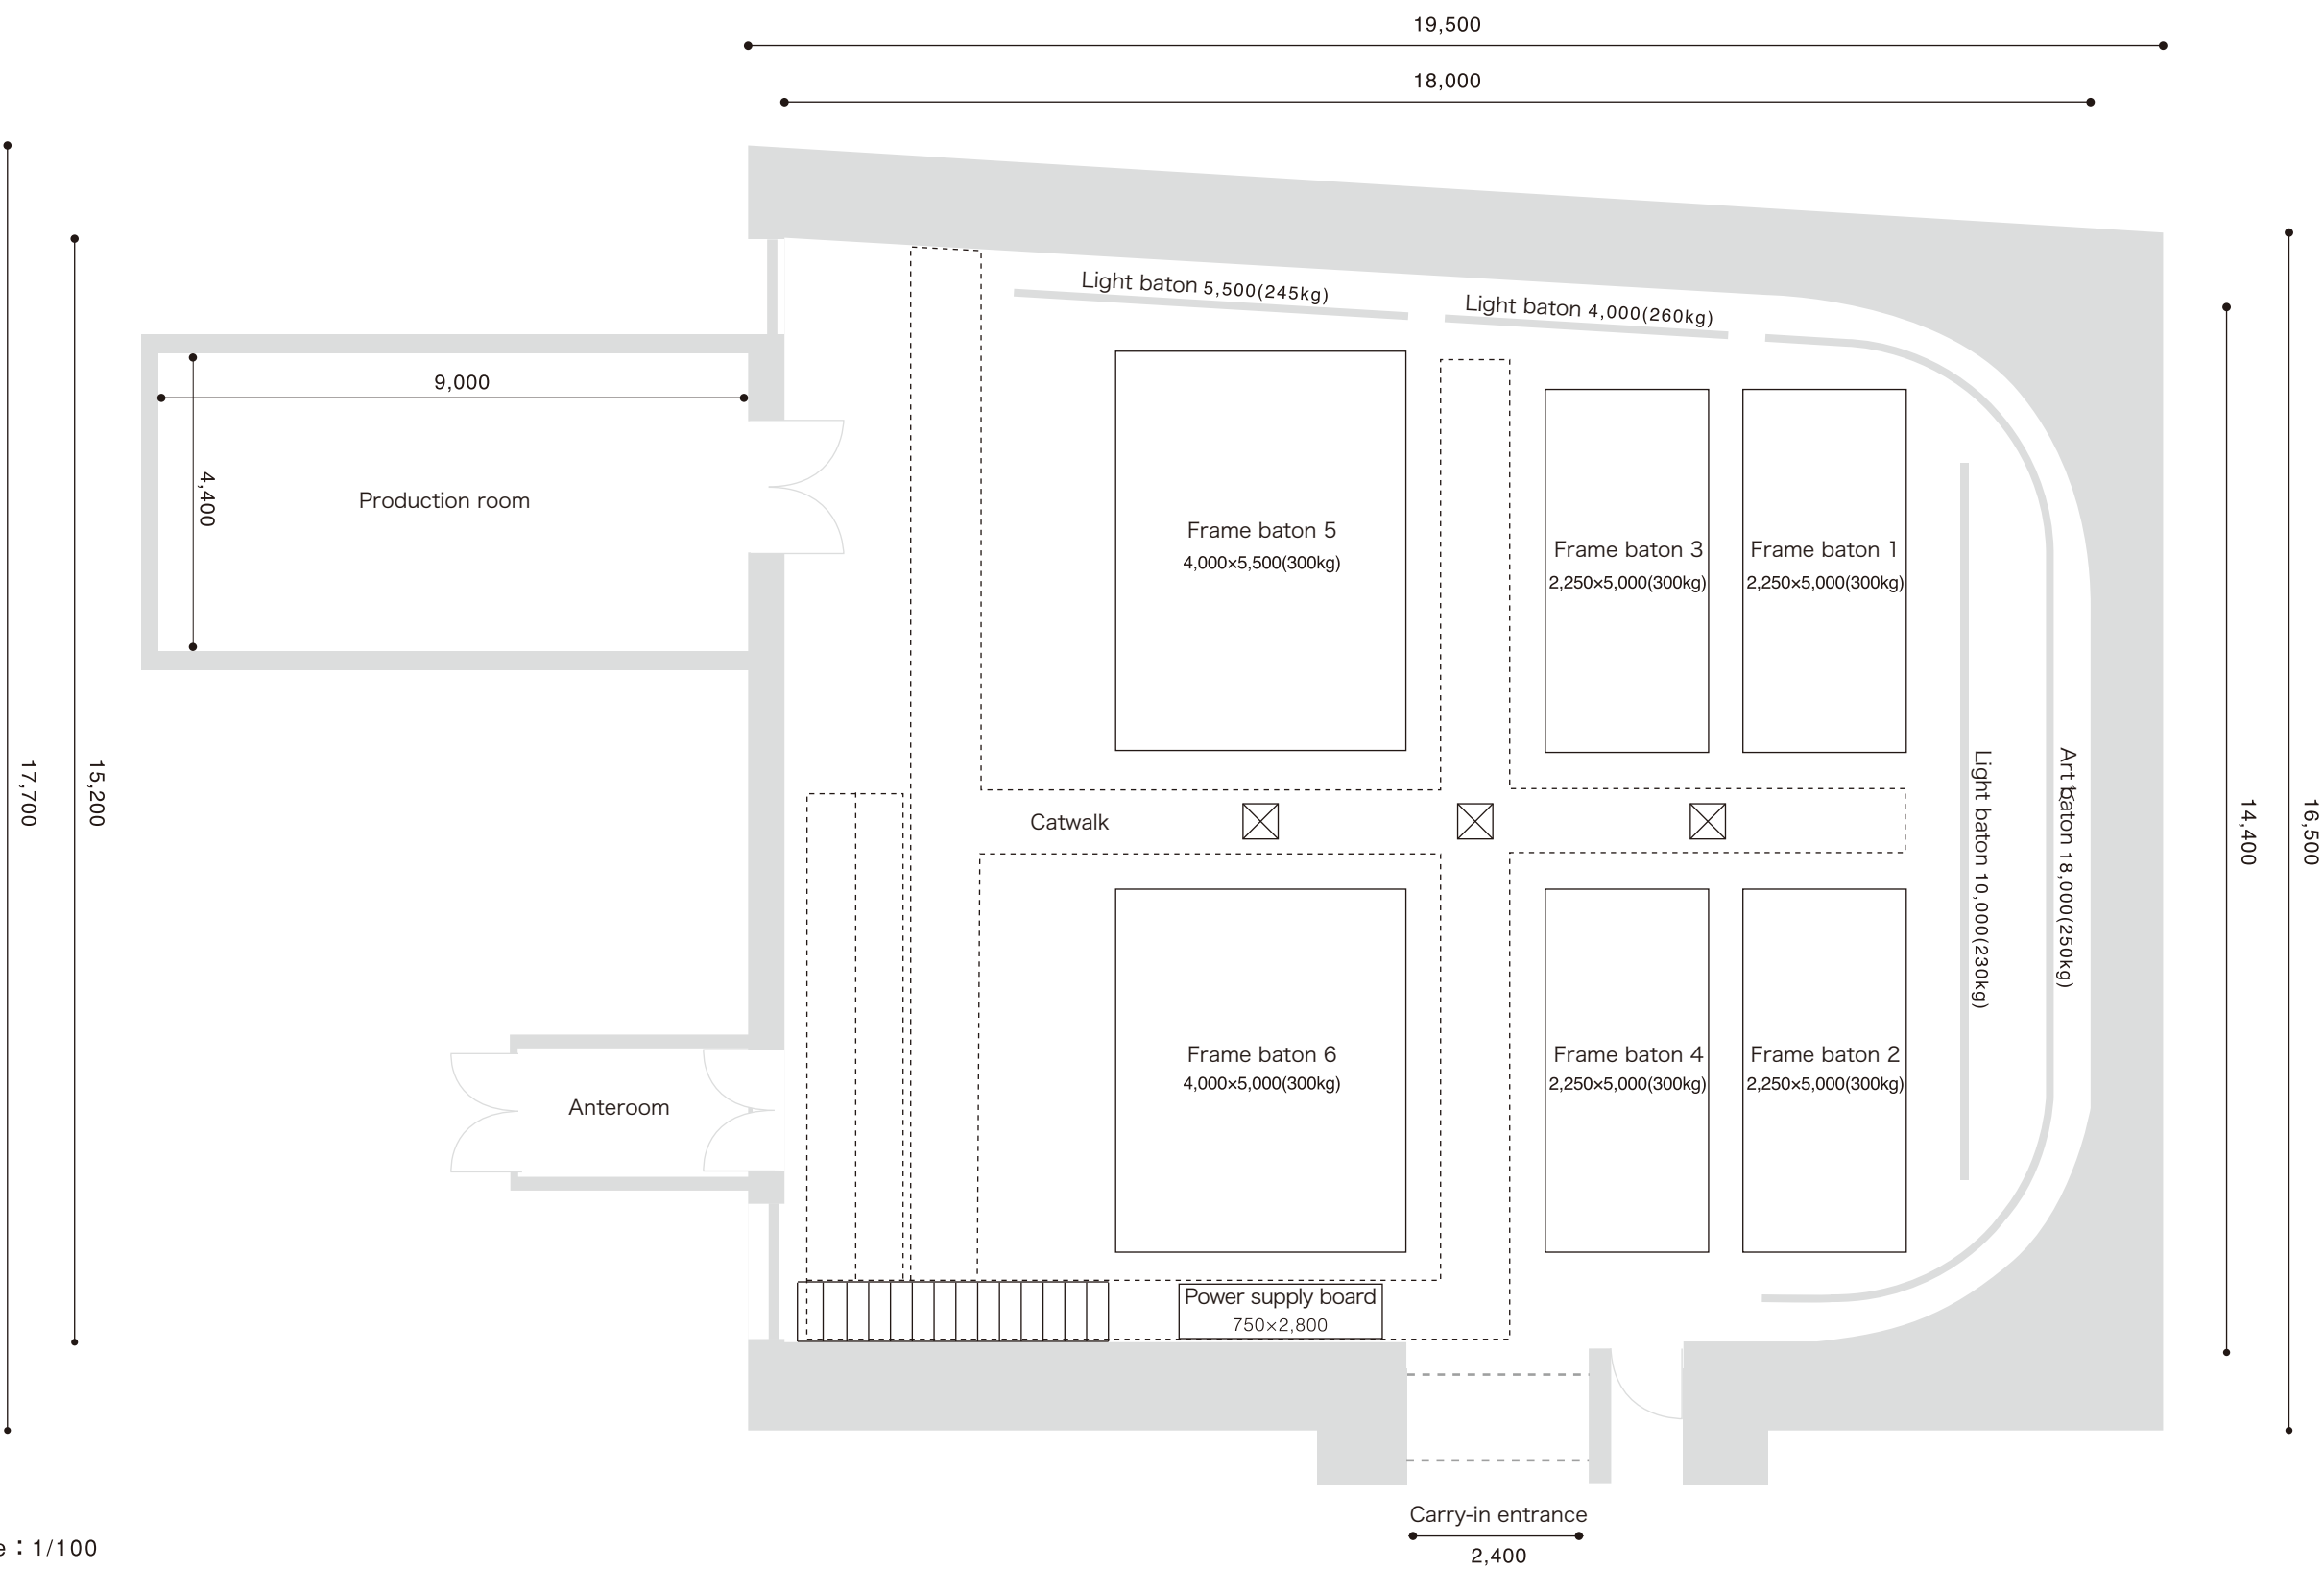 19,500
18,000
Light baton 5,500(245kg)
Light baton 4,000(260kg)
9,000
4,400
Production room
Frame baton 5
4,000×5,500(300kg)
Frame baton 3
2,250×5,000(300kg)
Frame baton 1
2,250×5,000(300kg)
17,700
15,200
Catwalk
Light baton 10,000(230kg)
Art baton 18,000(250kg)
14,400
16,500
Frame baton 6
4,000×5,000(300kg)
Frame baton 4
2,250×5,000(300kg)
Frame baton 2
2,250×5,000(300kg)
Anteroom
Power supply board
750×2,800
Carry-in entrance
2,400
e：1/100